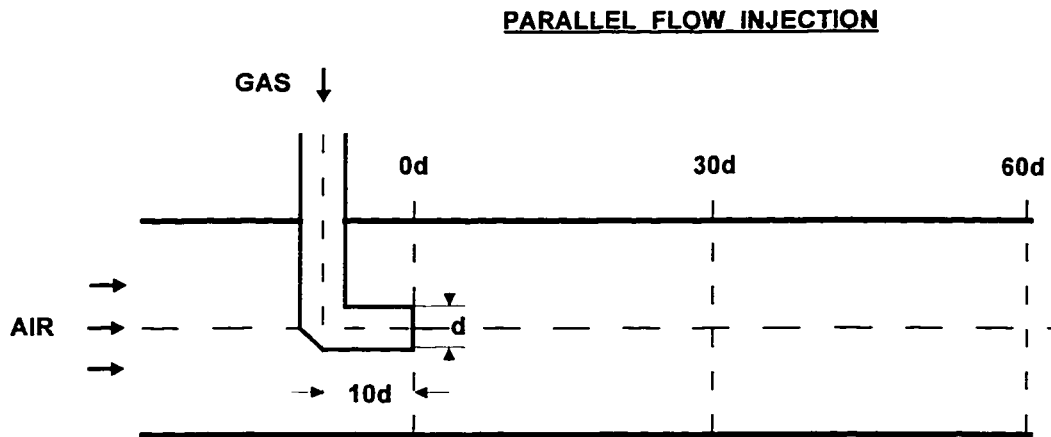 PARALLEL FLOW INJECTION
GAS
0d
30d
60d
AIR
d
10d